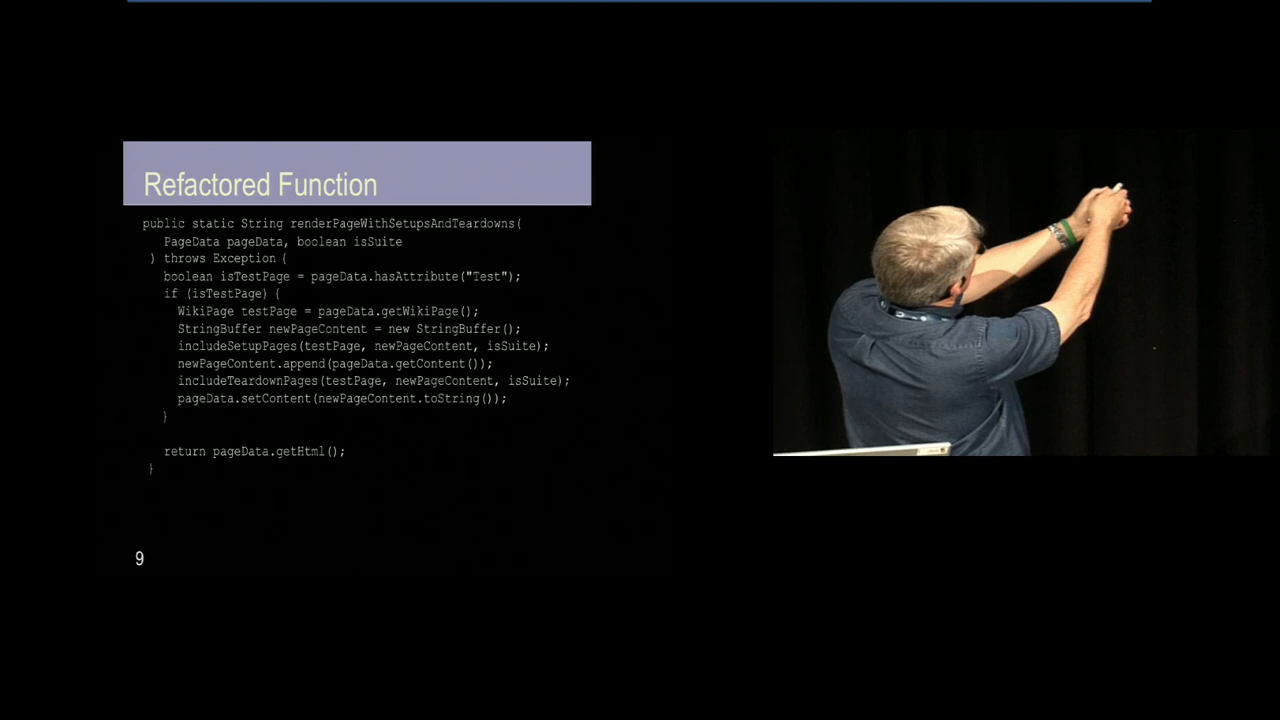 Refactored Function
public static String renderPageWithSetupsAndTeardowns(
PageData pageData, boolean isSuite
) throws Exception {
boolean isTestPage = pageData.hasAttribute("Test");
if (isTestPage) {
WikiPage testPage = pageData.getWikiPage();
StringBuffer newPageContent = new StringBuffer();
includeSetupPages(testPage, newPageContent, isSuite);
newPageContent.append(pageData.getContent());
includeTeardownPages(testPage, newPageContent, isSuite);
pageData.setContent(newPageContent.toString());
}
return pageData.getHtml();
}
9